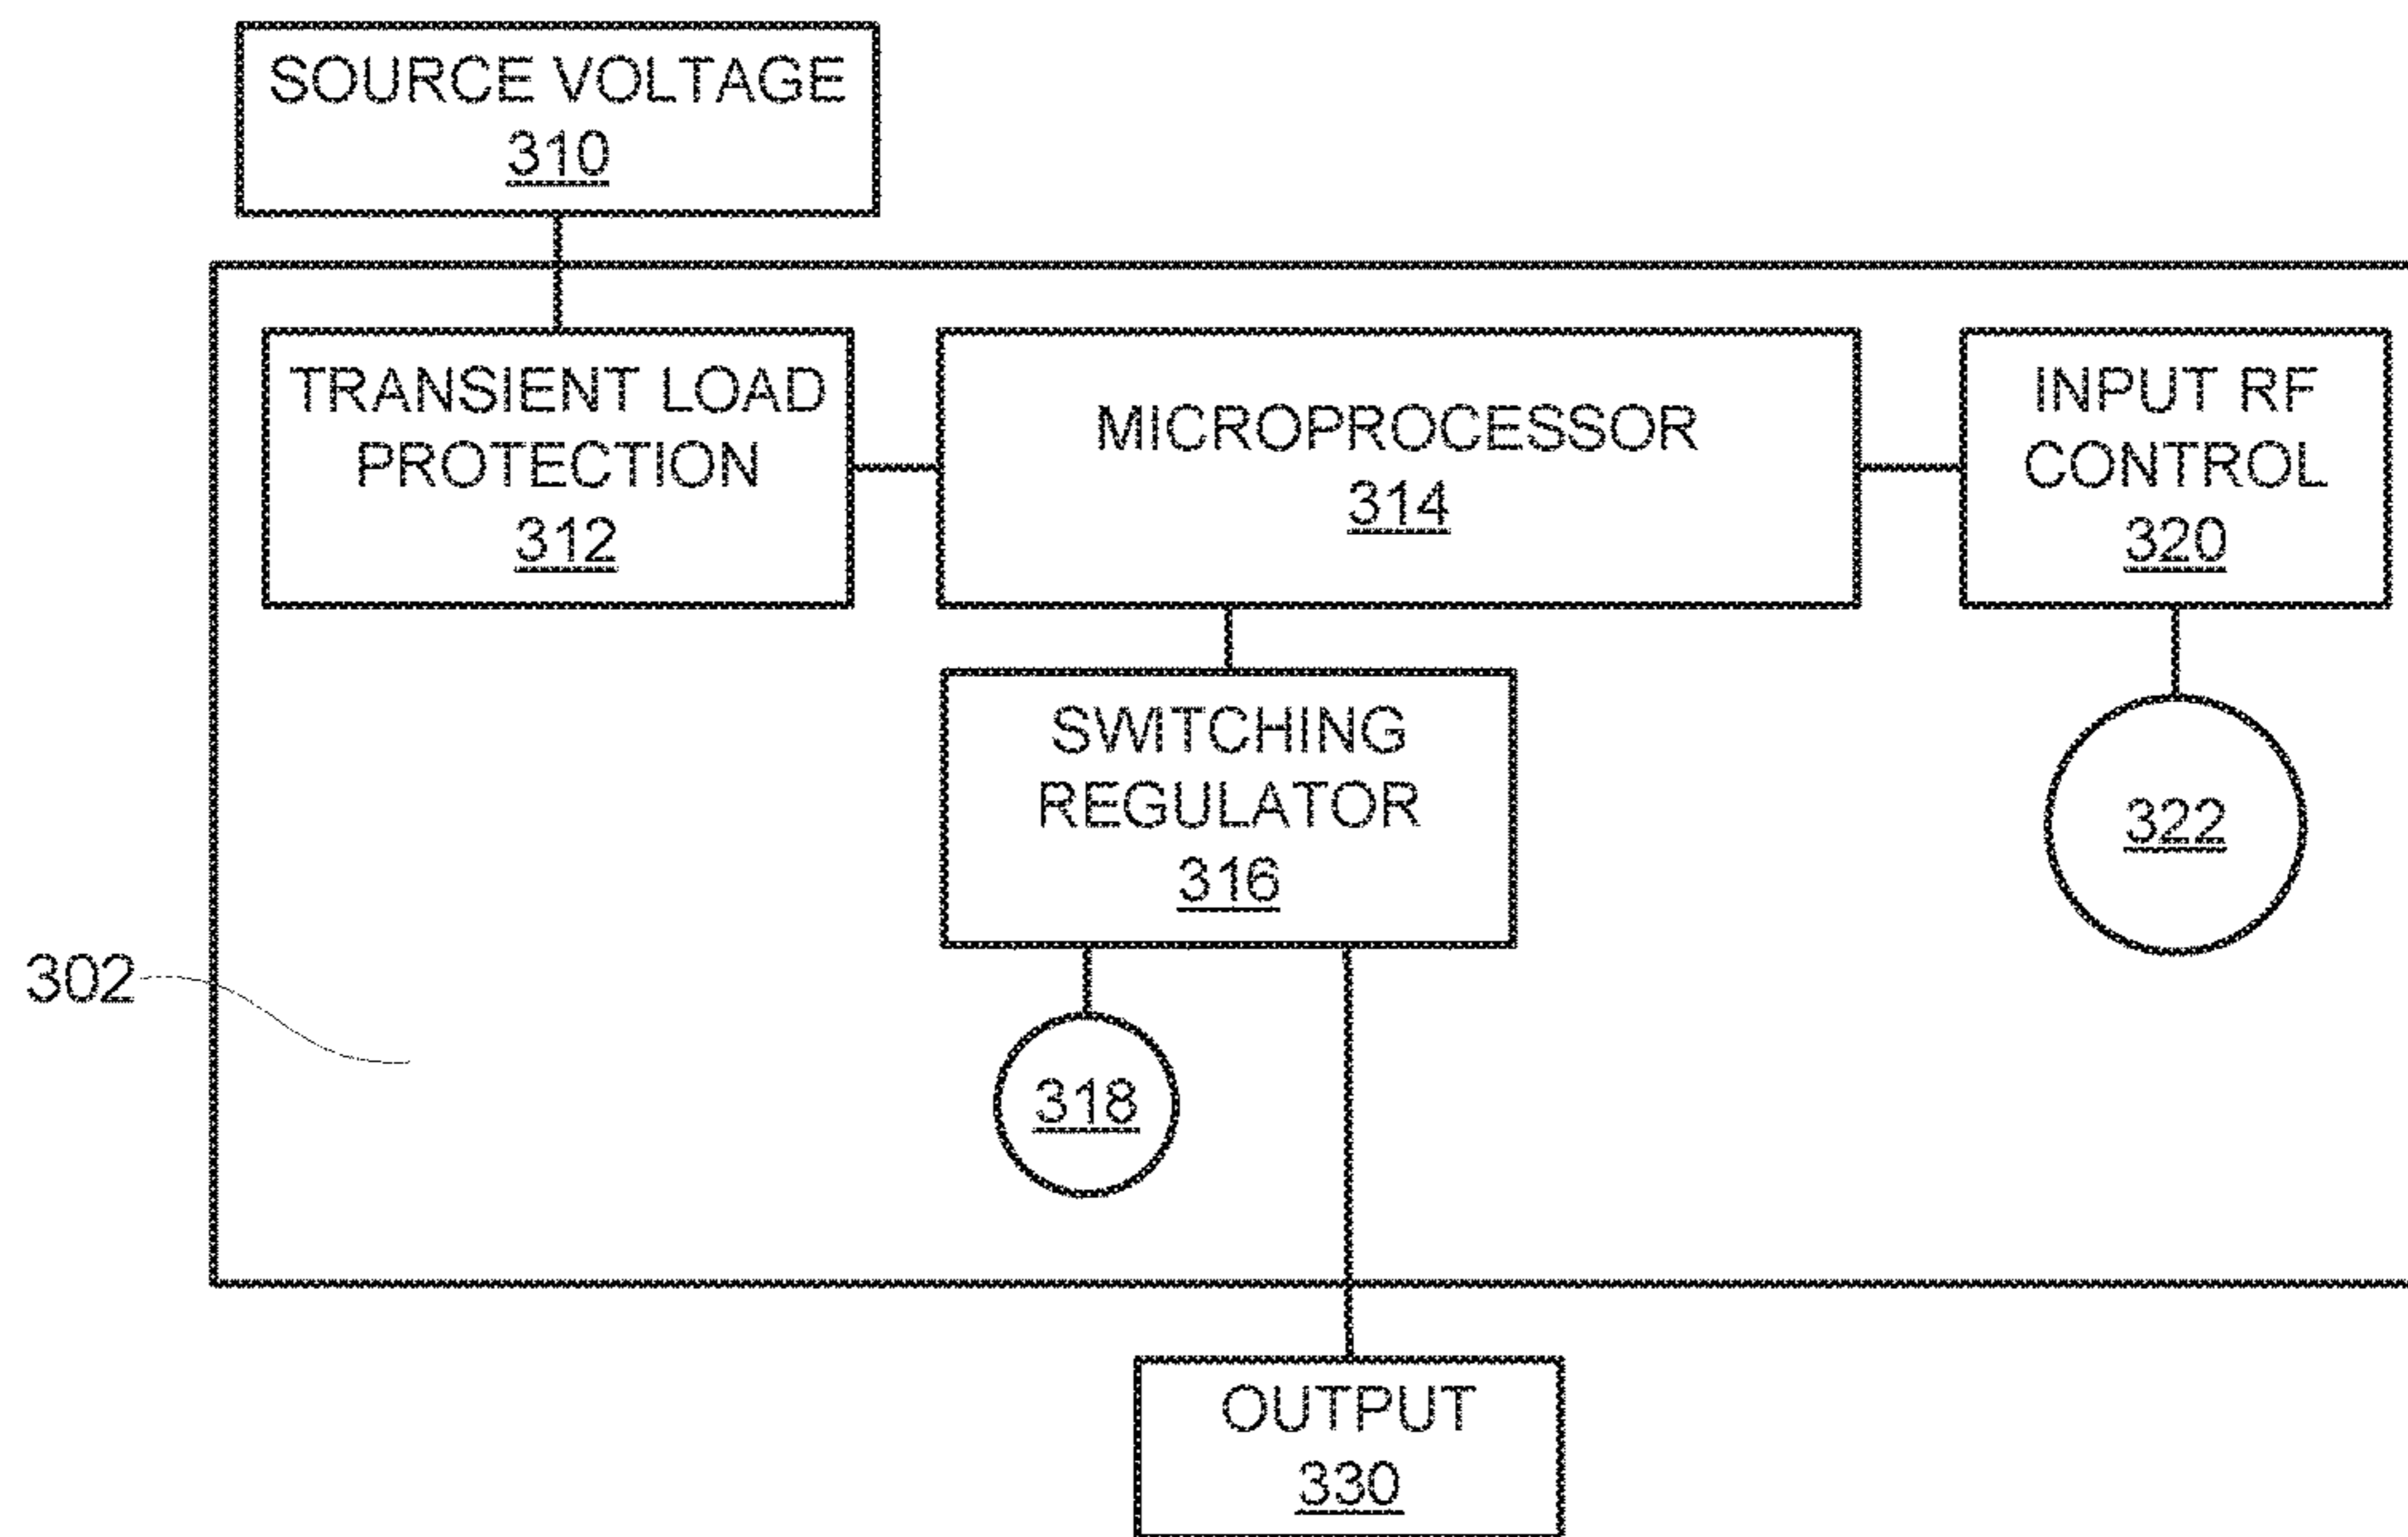 SOURCE VOLTAGE
310
TRANSIENT LOAD
PROTECTION
312
MICROPROCESSOR
314
INPUT RF
CONTROL
320
SWITCHING
REGULATOR
316
322
302
318
OUTPUT
330